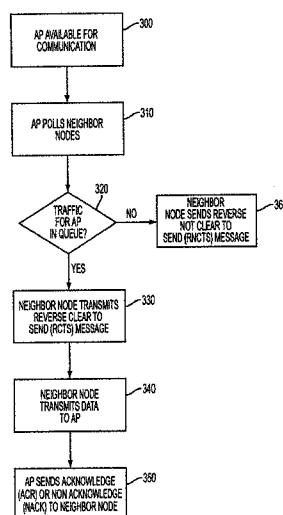 300
AP AVAILABLE FOR
COMMUNICATION
310
AP POLLS NEIGHBOR
NODES
320
TRAFFIC
FOR AP
IN QUEUE?
NO
NEIGHBOR
NODE SENDS REVERSE
NOT CLEAR TO
SEND (RNCTS) MESSAGE
36
YES
330
NEIGHBOR NODE TRANSMITS
REVERSE CLEAR TO
SEND (RCTS) MESSAGE
340
NEIGHBOR NODE
TRANSMITS DATA
TO AP
350
AP SENDS ACKNOWLEDGE
(ACR) OR NON ACKNOWLEDGE
(NACK) TO NEIGHBOR NODE